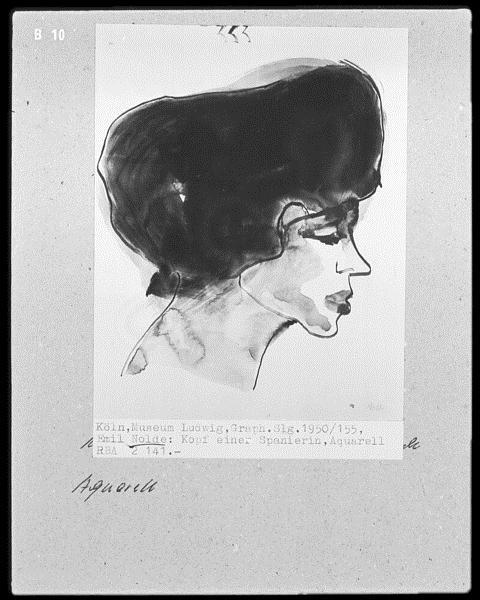 B 10
Köln,Museum Ludwig,Graph.Slg.1950/155,
Emil Nolde: Kopf einer Spanierin,Aquarell
RBA 2 141.-
Aquarell